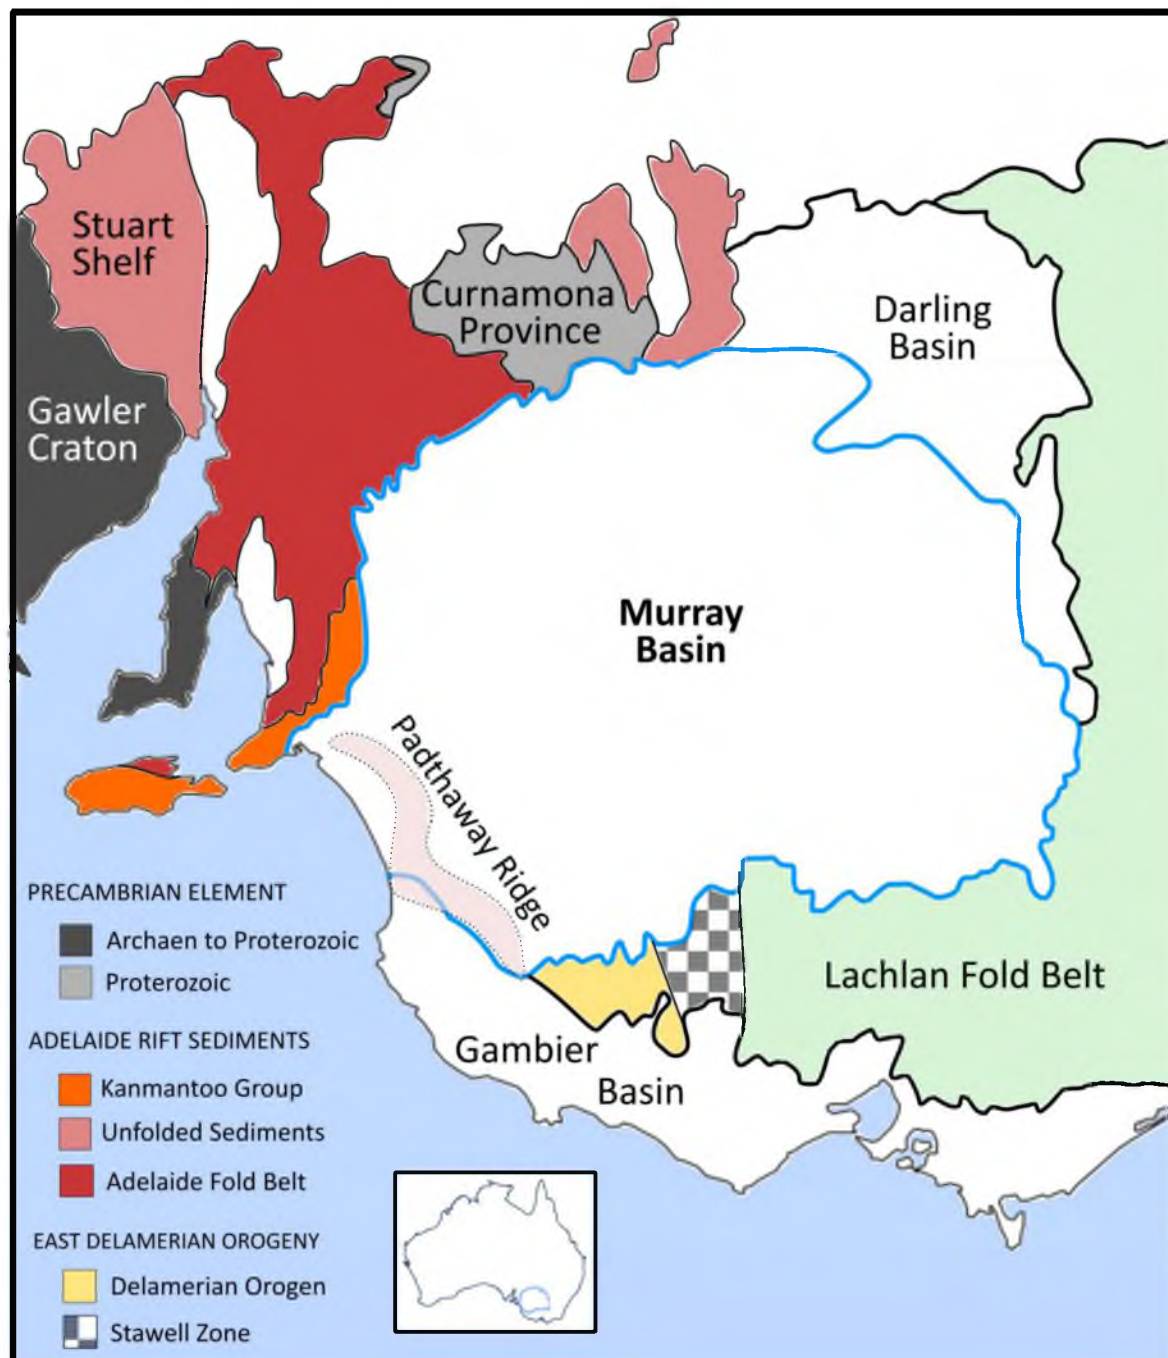 Stuart
Shelf
Curnamona
Province
Darling
Basin
Gawler
Craton
Murray
Basin
Padthaway Ridge
Lachlan Fold Belt
Gambier
Basin
PRECAMBRIAN ELEMENT
Archaen to Proterozoic
Proterozoic
ADELAIDE RIFT SEDIMENTS
Kanmantoo Group
Unfolded Sediments
Adelaide Fold Belt
EAST DELAMERIAN OROGENY
Delamerian Orogen
Stawell Zone